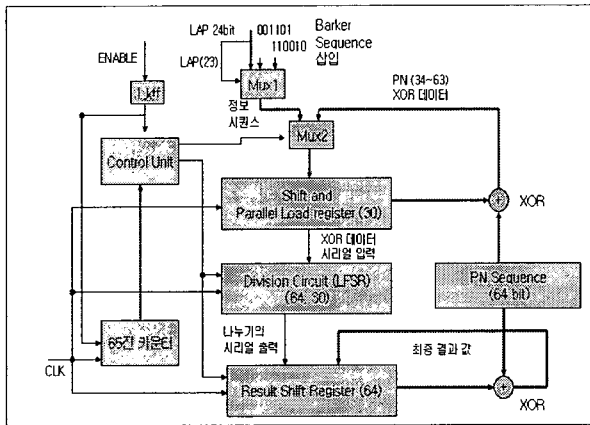 LAP 24bit
001101
110010
Barker
Sequence
삽입
ENABLE
LAP(23)
Mux1
PN (34~63)
XOR 데이터
정보
시퀀스
Mux2
Control Unit
Shift and
Parallel Load register (30)
XOR
XOR 데이터
시리얼 입력
Division Circuit (LFSR)
(64, 30)
PN Sequence
(64 bit)
65진 카운터
나누기의
시리얼 출력
최종 결과 값
CLK
Result Shift Register (64)
XOR